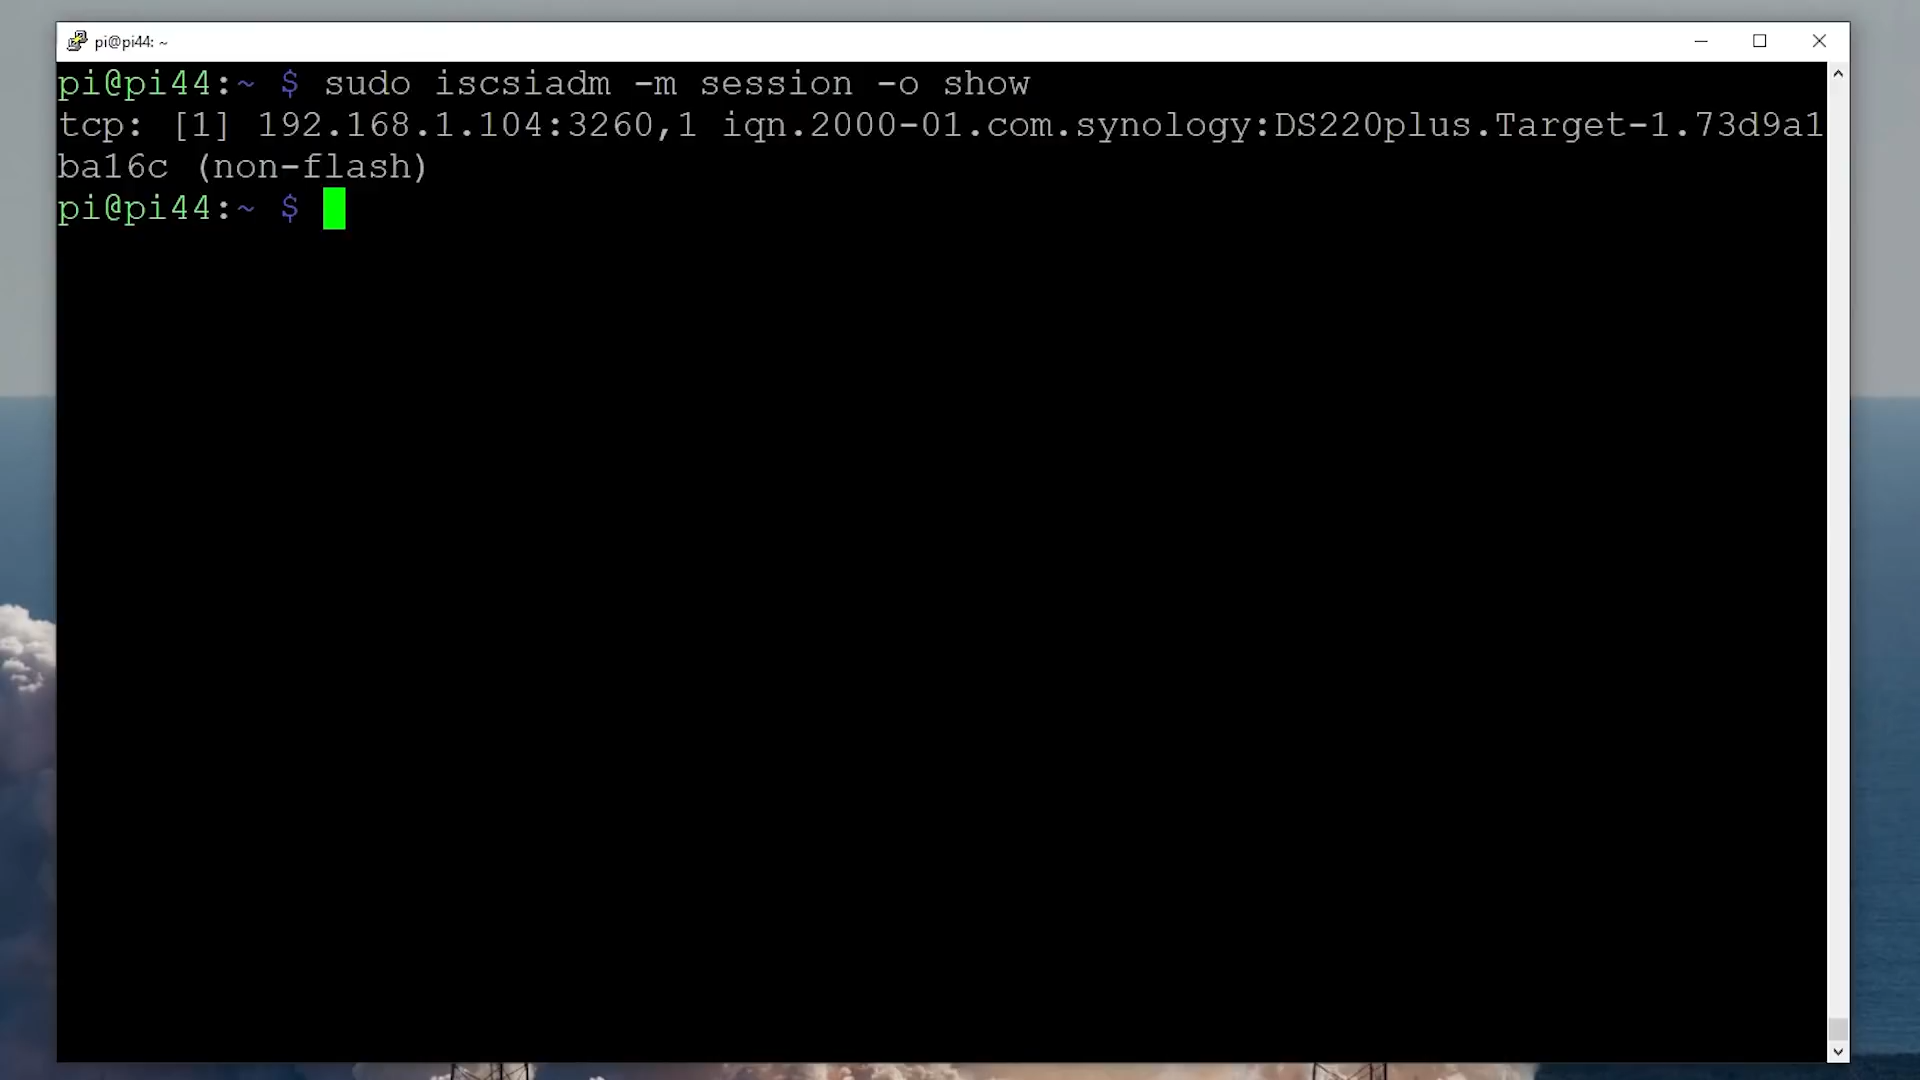 pi@pi44: ~
pi@pi44:~ $ sudo iscsiadm -m session -o show
tcp: [1] 192.168.1.104:3260,1 iqn.2000-01.com.synology:DS220plus.Target-1.73d9a1
ba16c (non-flash)
pi@pi44:~ $